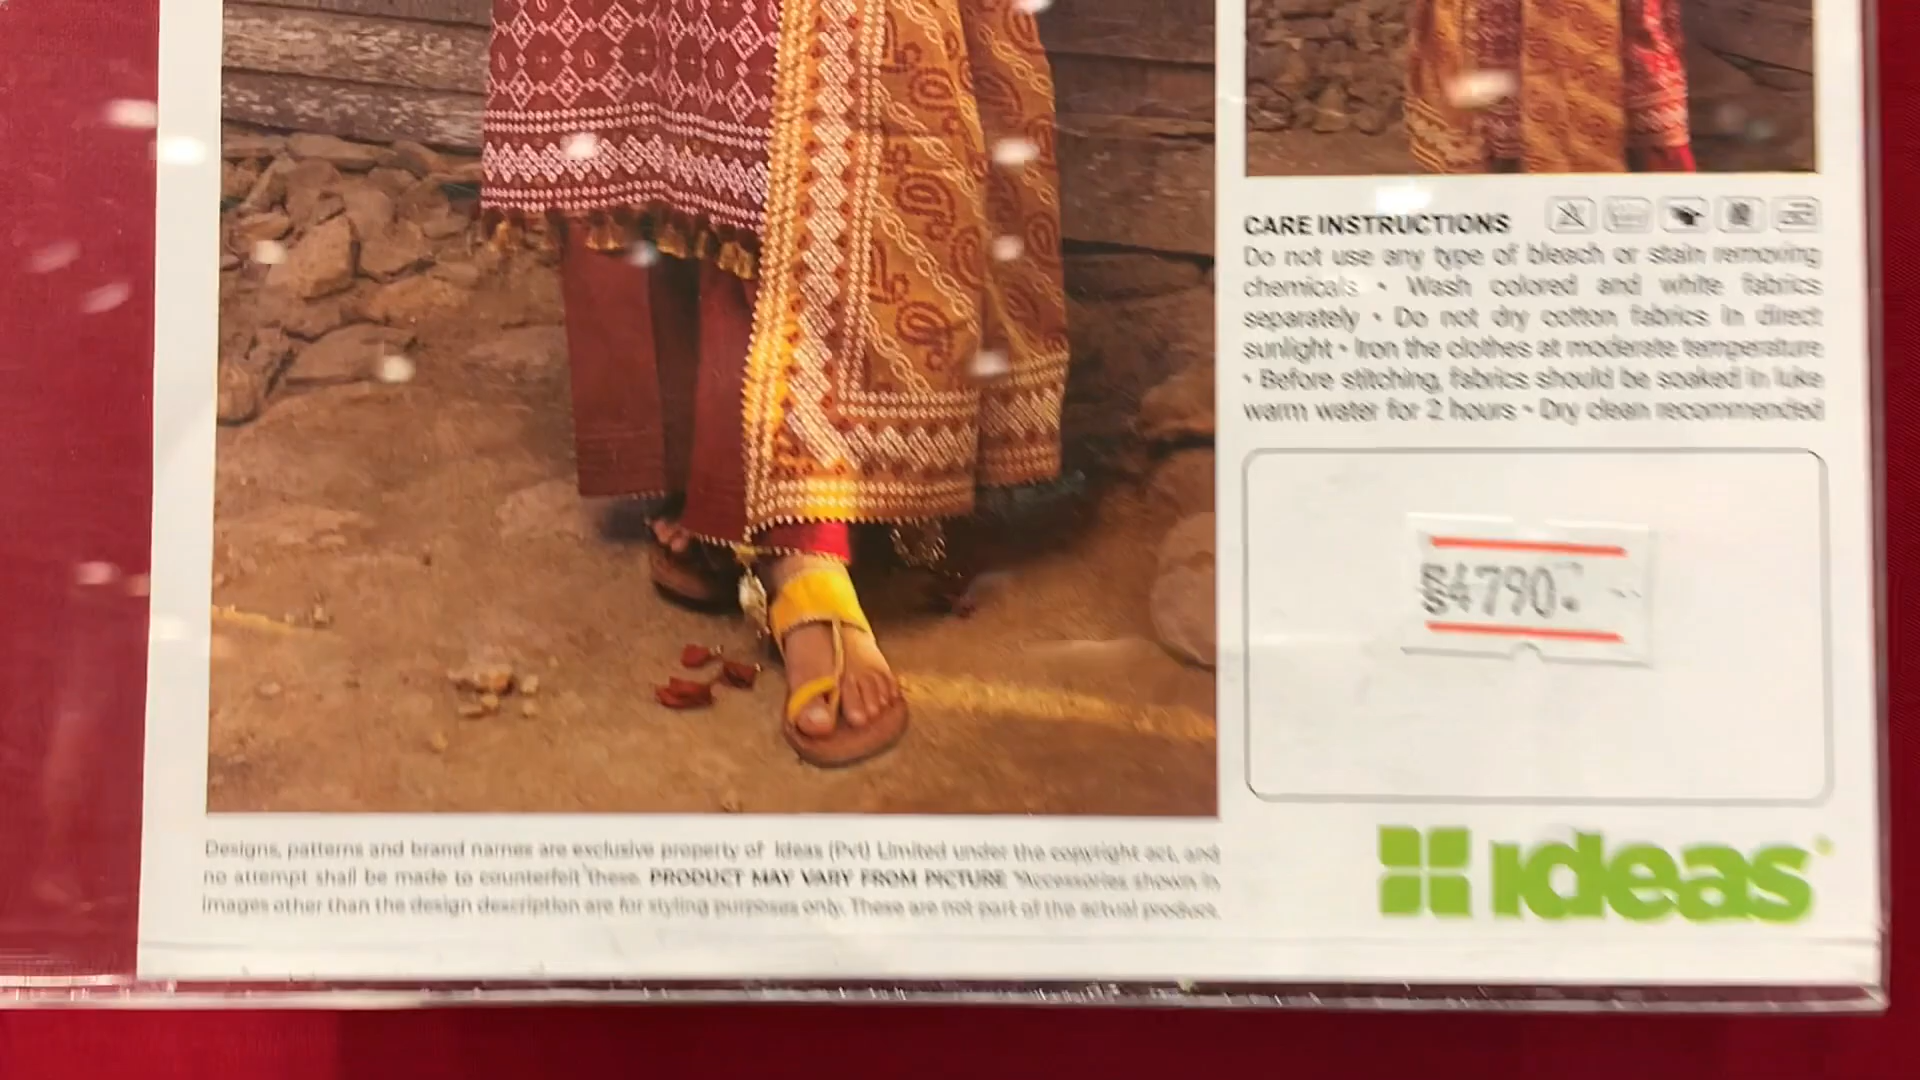 CARE INSTRUCTIONS
Do not use any type of bleach or stain removing
chemicals • Wash colored and white fabrics
separately • Do not dry cotton fabrics in direct
sunlight • Iron the clothes at moderate temperature
• Before stitching, fabrics should be soaked in luke
warm water for 2 hours • Dry clean recommended
4790.
Designs, patterns and brand names are exclusive property of Ideas (Pvt) Limited under the copyright act, and
no attempt shall be made to counterfeit these. PRODUCT MAY VARY FROM PICTURE *Accessories shown in
images other than the design description are for styling purposes only. These are not part of the actual product.
ideas